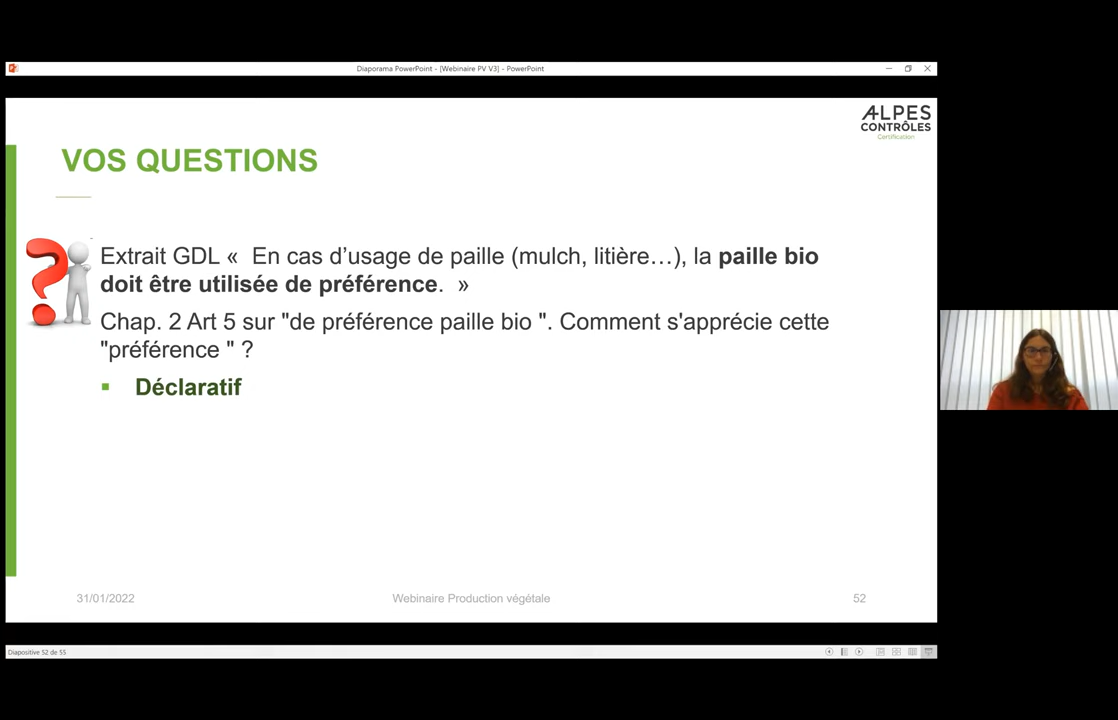 Diaporama PowerPoint - [Webinaire PV V3] - PowerPoint
ALPES
CONTRÔLES
Certification
VOS QUESTIONS
Extrait GDL «  En cas d’usage de paille (mulch, litière…), la paille bio
doit être utilisée de préférence.  »
Chap. 2 Art 5 sur "de préférence paille bio ". Comment s'apprécie cette
"préférence " ?
▪ Déclaratif
31/01/2022 Webinaire Production végétale 52
Diapositive 52 de 55